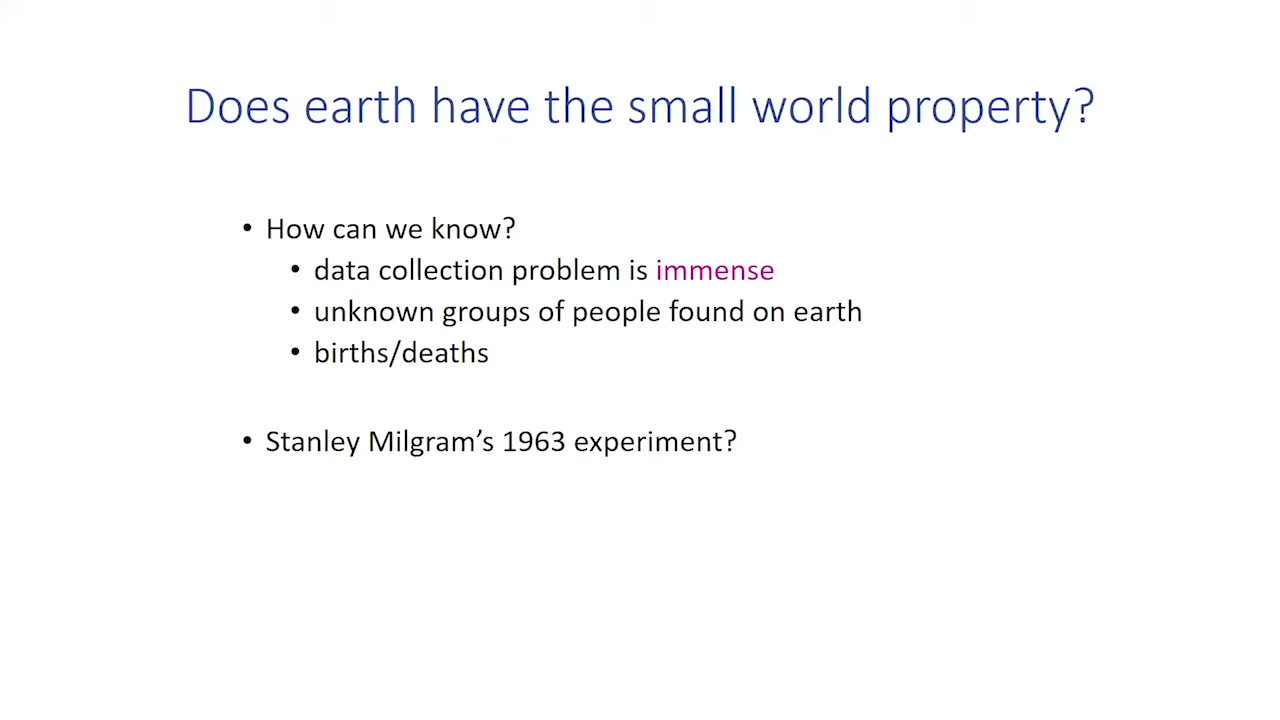 Does earth have the small world property?
• How can we know?
• data collection problem is immense
• unknown groups of people found on earth
• births/deaths
• Stanley Milgram’s 1963 experiment?